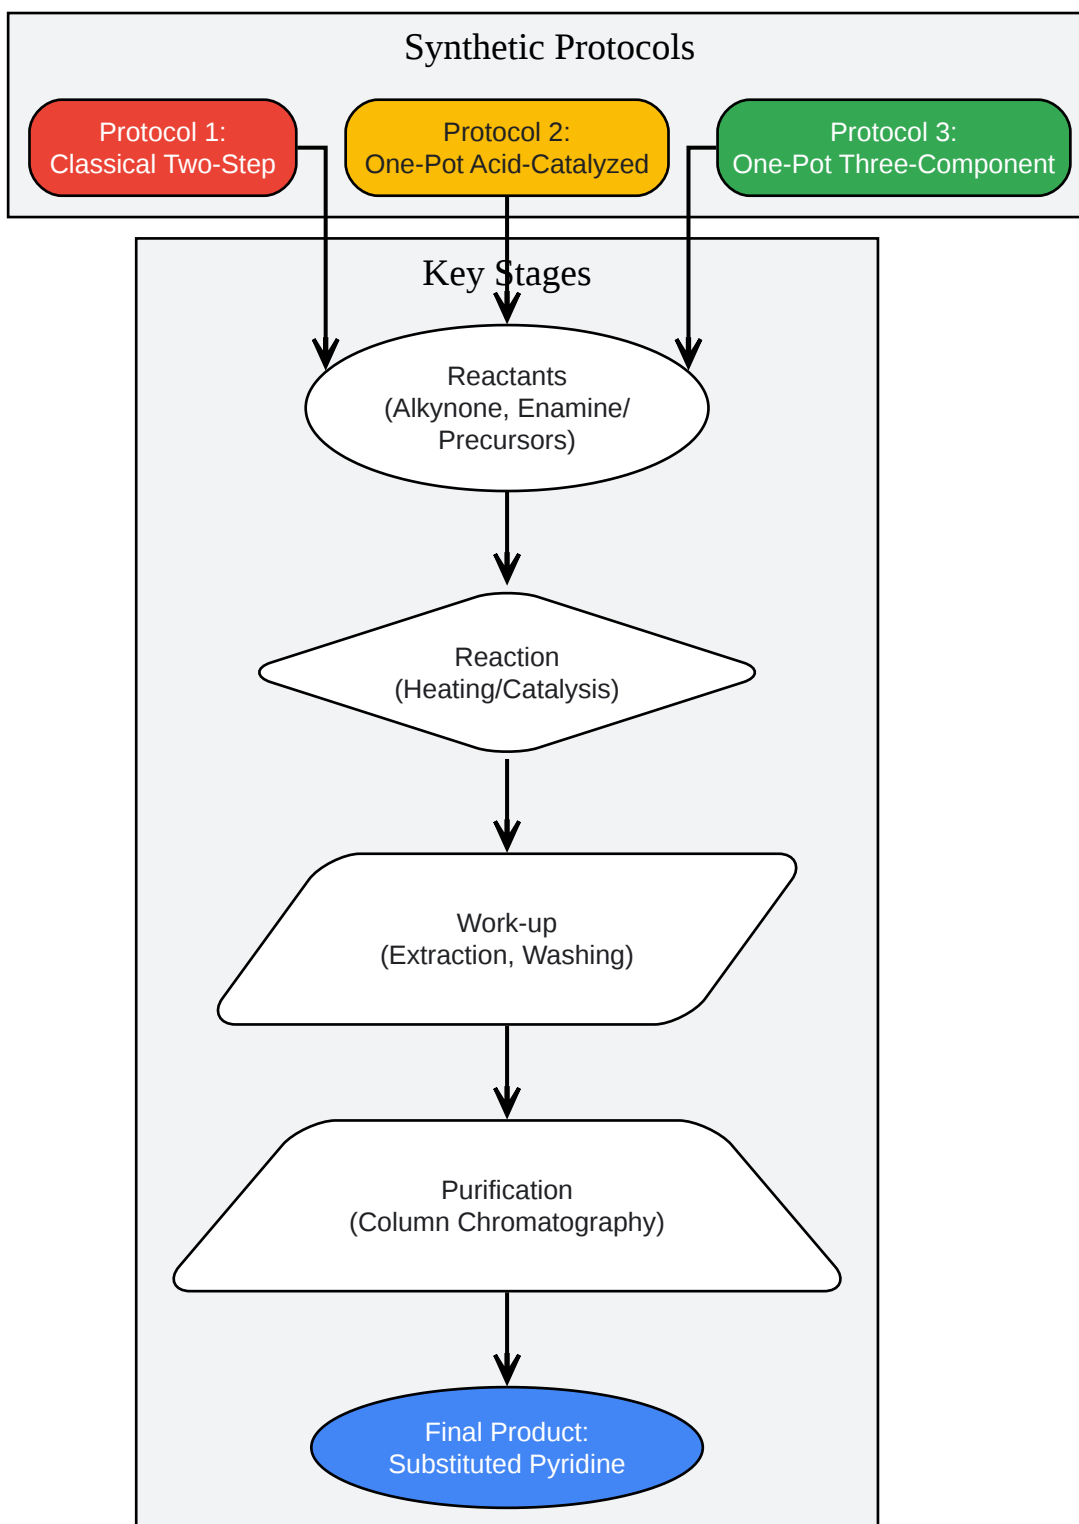 Synthetic Protocols
Protocol 1:
Classical Two-Step
Protocol 2:
One-Pot Acid-Catalyzed
Protocol 3:
One-Pot Three-Component
Key Stages
Reactants
(Alkynone, Enamine/
Precursors)
Reaction
(Heating/Catalysis)
Work-up
(Extraction, Washing)
Purification
(Column Chromatography)
Final Product:
Substituted Pyridine